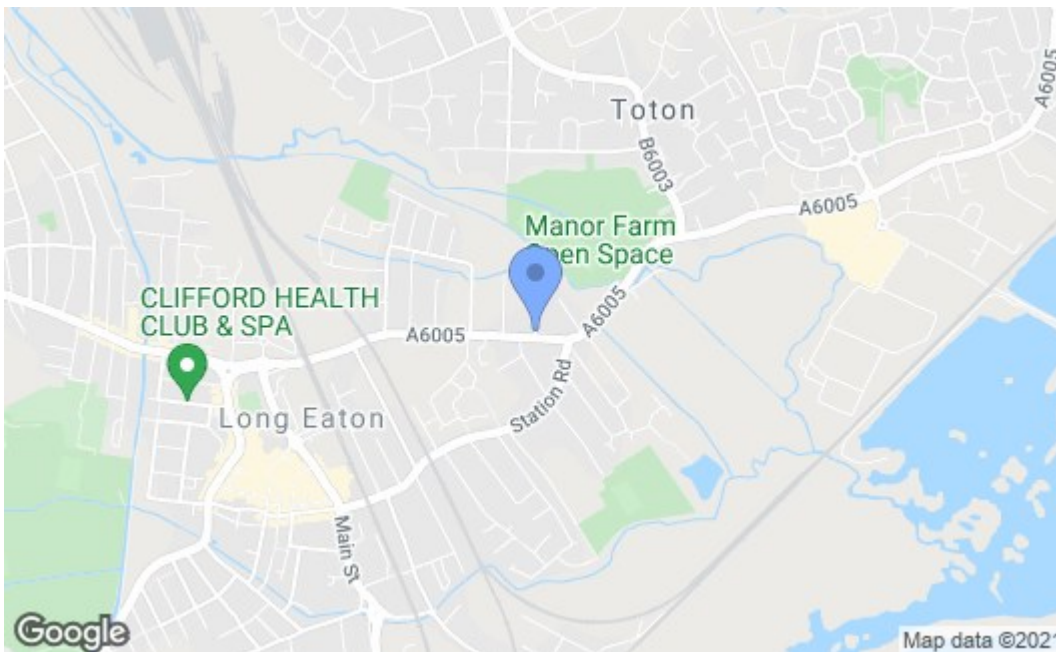 Toton
A6005
B6003
A6005
Manor Farm
Open Space
CLIFFORD HEALTH
CLUB & SPA
A6005
A6005
Station Rd
Long Eaton
Main St
Google
Map data ©2021